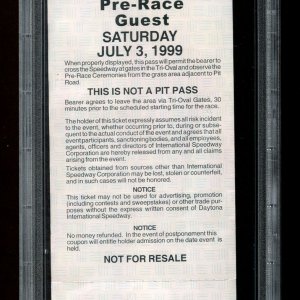 Pre-Race
Guest
SATURDAY
JULY 3, 1999
When properly displayed, this pass will permit the bearer to
cross the Speedway at gates in the Tri-Oval and observe the
Pre-Race Ceremonies from the grass area adjacent to Pit
Road.
THIS IS NOT A PIT PASS
Bearer agrees to leave the area via Tri-Oval Gates, 30
minutes prior to the scheduled starting time for the race.
The holder of this ticket expressly assumes all risk incident
to the event, whether occurring prior to, during or subse-
quent to the actual conduct of the event and agrees that all
event participants, sanctioning bodies, and all employees,
agents, officers and directors of International Speedway
Corporation are hereby released from any and all claims
arising from the event.
Tickets obtained from sources other than International
Speedway Corporation may be lost, stolen or counterfeit,
and in such cases will not be honored.
NOTICE
This ticket may not be used for advertising, promotion
(including contests and sweepstakes) or other trade pur-
poses without the express written consent of Daytona
International Speedway.
NOTICE
No money refunded. In the event of postponement this
coupon will entitle holder admission on the date event is
held.
NOT FOR RESALE